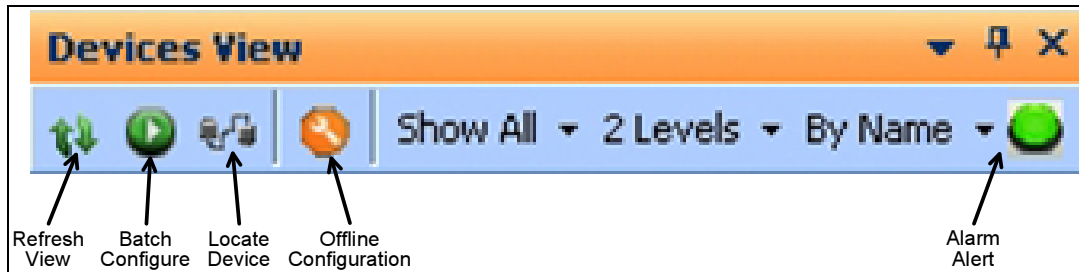 Devices View
Show All 2 Levels By Name
Refresh Batch Locate Offline Alarm
View Configure Device Configuration Alert